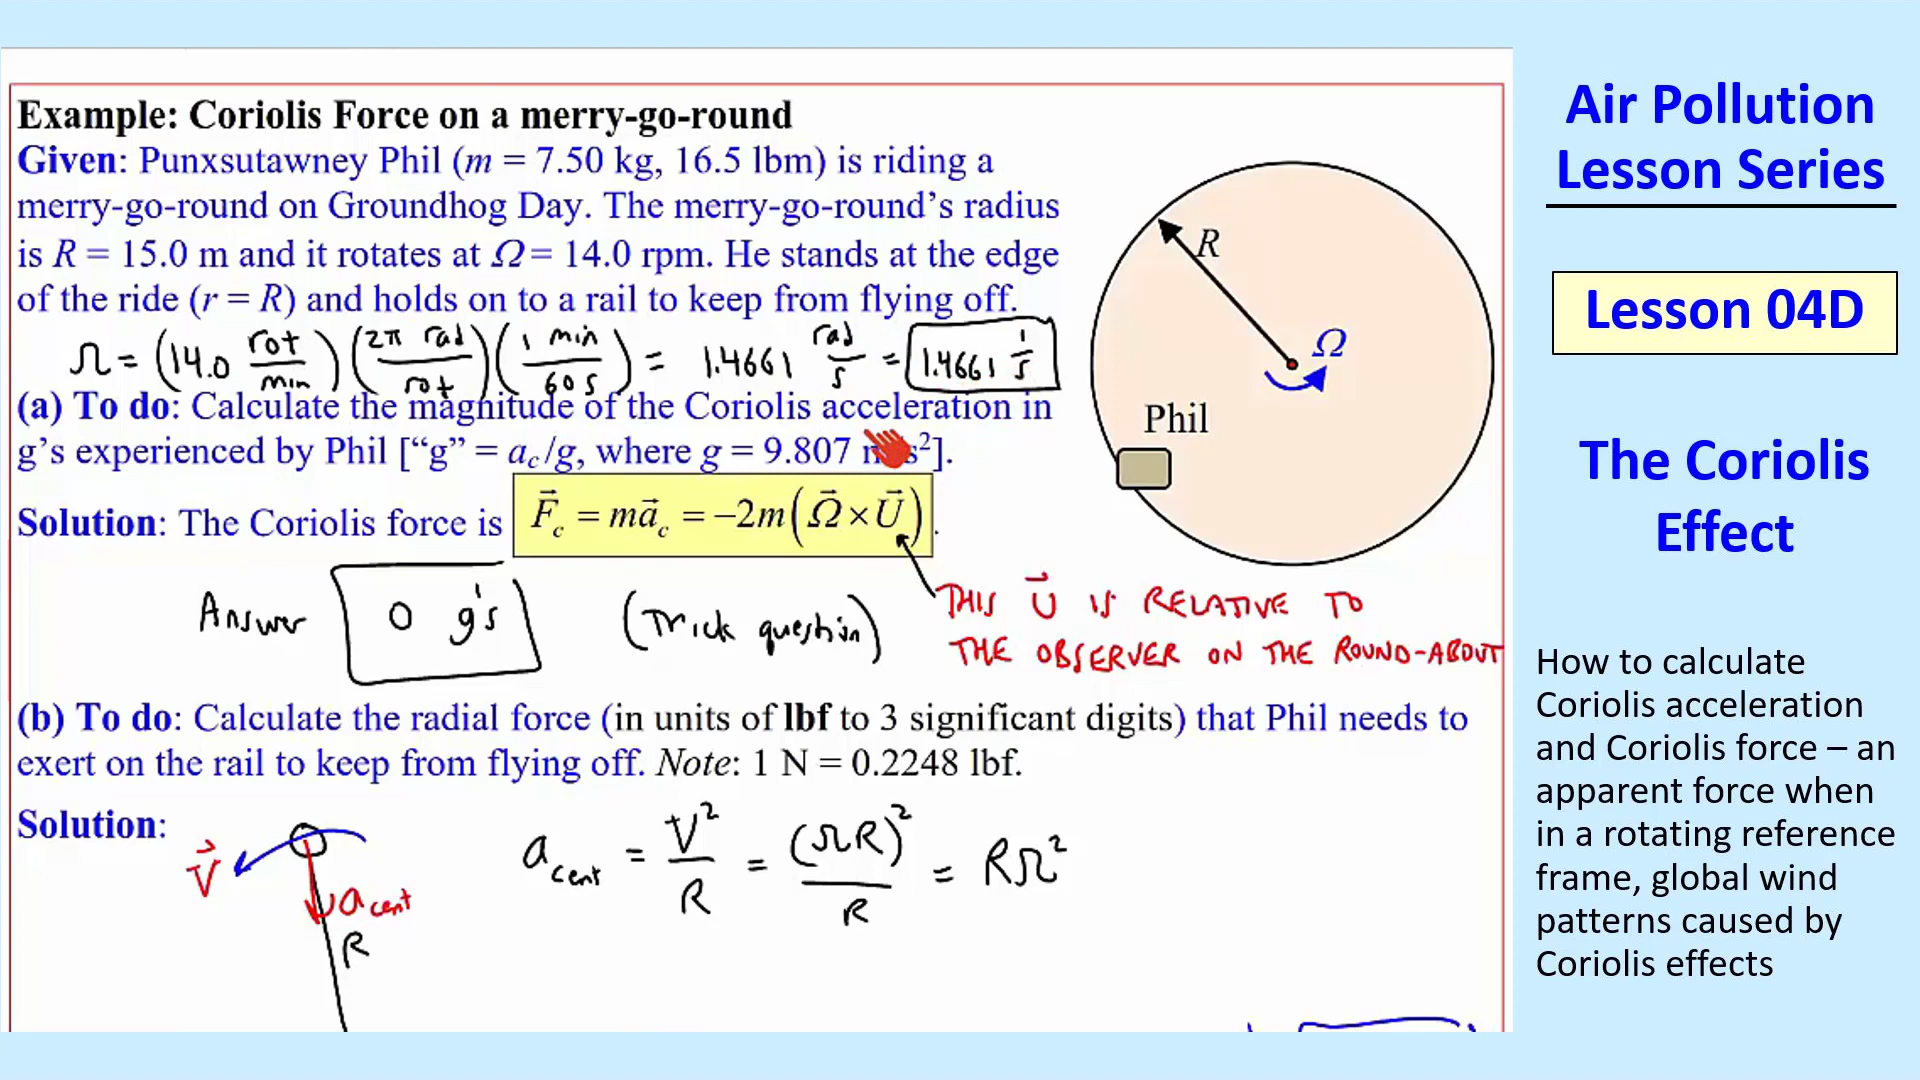 Example: Coriolis Force on a merry-go-round
Given: Punxsutawney Phil (m = 7.50 kg, 16.5 lbm) is riding a
merry-go-round on Groundhog Day. The merry-go-round's radius
is R = 15.0 m and it rotates at Ω = 14.0 rpm. He stands at the edge
of the ride (r = R) and holds on to a rail to keep from flying off.
Ω = (14.0 rot/min)(2π rad/rot)(1 min/60 s) = 1.4661 rad/s = 1.4661 1/s
(a) To do: Calculate the magnitude of the Coriolis acceleration in
g's experienced by Phil ["g" = a_c/g, where g = 9.807 m/s²].
Solution: The Coriolis force is F⃗_c = ma⃗_c = −2m(Ω⃗ × U⃗).
Answer 0 g's (Trick question)
THIS U⃗ IS RELATIVE TO
THE OBSERVER ON THE ROUND-ABOUT
(b) To do: Calculate the radial force (in units of lbf to 3 significant digits) that Phil needs to
exert on the rail to keep from flying off. Note: 1 N = 0.2248 lbf.
Solution:
V⃗
a_cent
R
a_cent = V²/R = (ΩR)²/R = RΩ²
R
Ω
Phil
Air Pollution
Lesson Series
Lesson 04D
The Coriolis
Effect
How to calculate
Coriolis acceleration
and Coriolis force – an
apparent force when
in a rotating reference
frame, global wind
patterns caused by
Coriolis effects